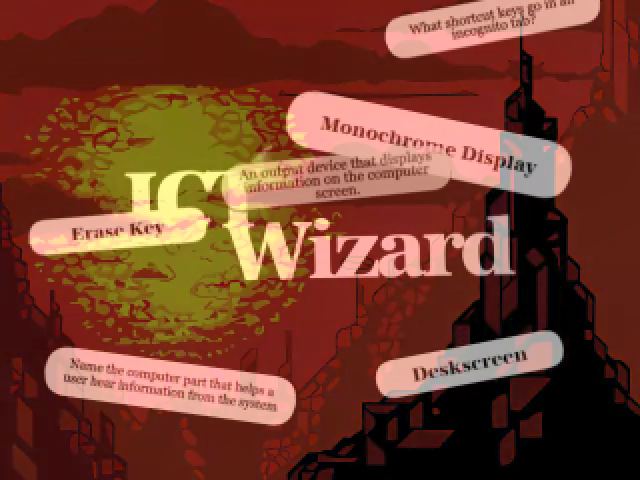 What shortcut keys go in an
incognito tab?
Monochrome Display
An output device that displays
information on the computer
screen.
ICT
Erase Key
Wizard
Name the computer part that helps a
user hear information from the system
Deskscreen